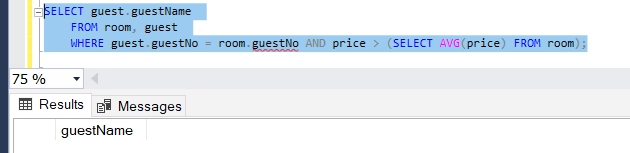 SELECT guest.guestName
FROM room, guest
WHERE guest.guestNo = room.guestNo AND price > (SELECT AVG(price) FROM room);
75 %
Results Messages
guestName